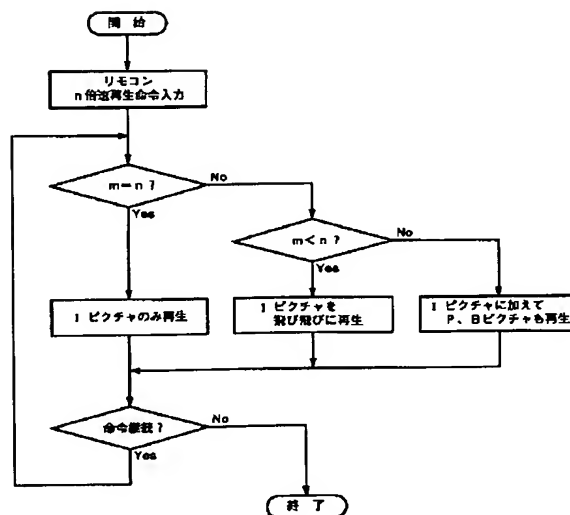 開 始
リモコン
n倍速再生命令入力
m＝n ?
No
Yes
m＜n ?
No
Yes
I ピクチャのみ再生
I ピクチャを
飛び飛びに再生
I ピクチャに加えて
P、Bピクチャも再生
命令継続?
No
Yes
終 了